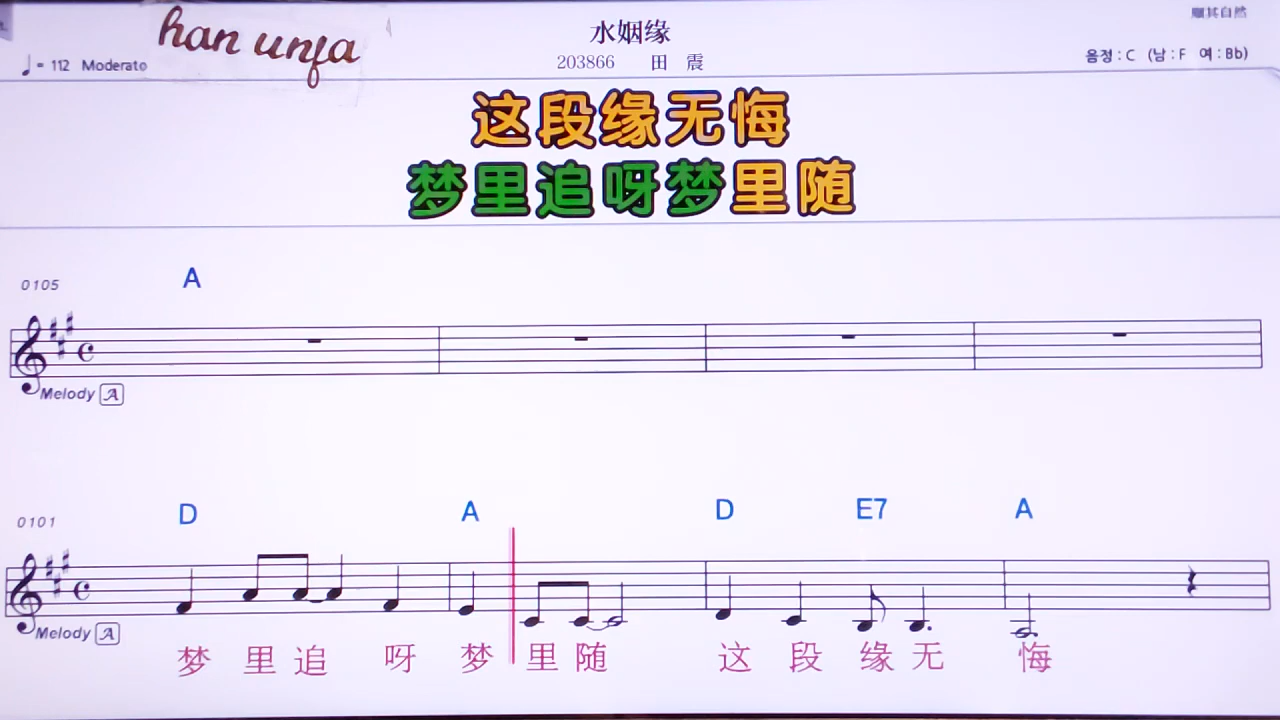 han unfa
水姻缘
♩= 112 Moderato
203866 田 震
음정 : C (남 : F 여 : Bb)
这段缘无悔
梦里追呀梦里随
0105
A
Melody A
0101
D A D E7 A
Melody A
梦 里 追 呀 梦 里 随 这 段 缘 无 悔